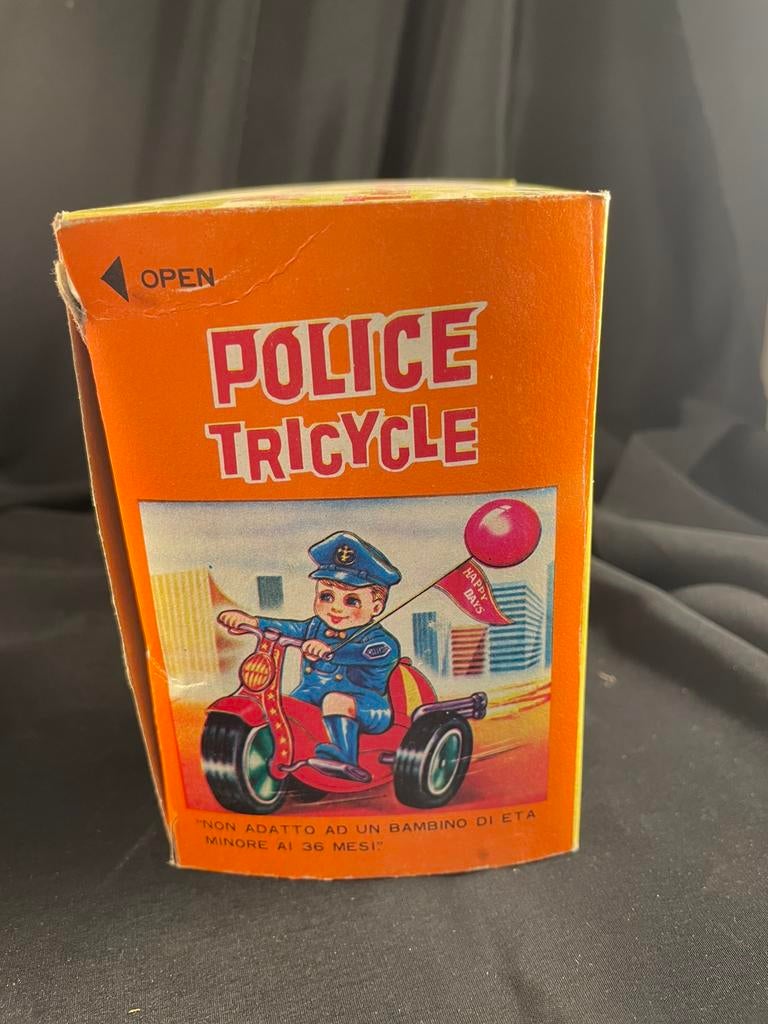 OPEN
POLICE
TRICYCLE
HAPPY
DAYS
"NON ADATTO AD UN BAMBINO DI ETA
MINORE AI 36 MESI."